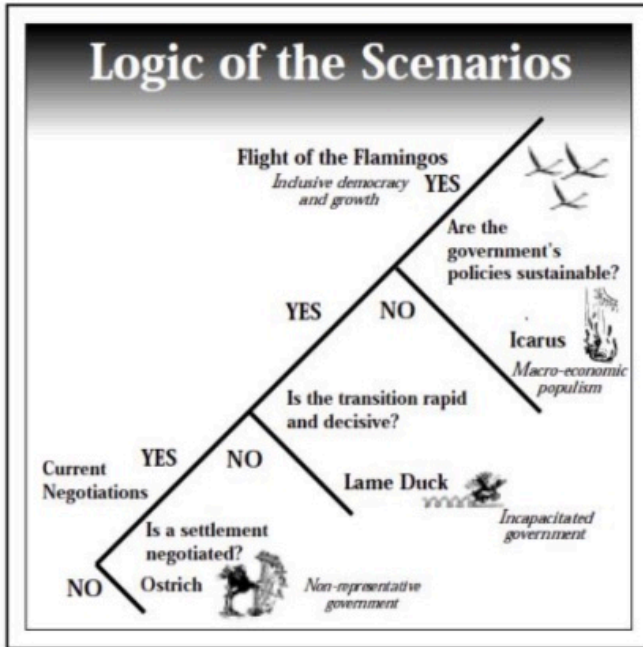 Logic of the Scenarios
Flight of the Flamingos
Inclusive democracy
and growth
YES
Are the
government's
policies sustainable?
YES
NO
Icarus
Macro-economic
populism
Is the transition rapid
and decisive?
YES
NO
Current
Negotiations
Lame Duck
Incapacitated
government
Is a settlement
negotiated?
NO
Ostrich
Non-representative
government